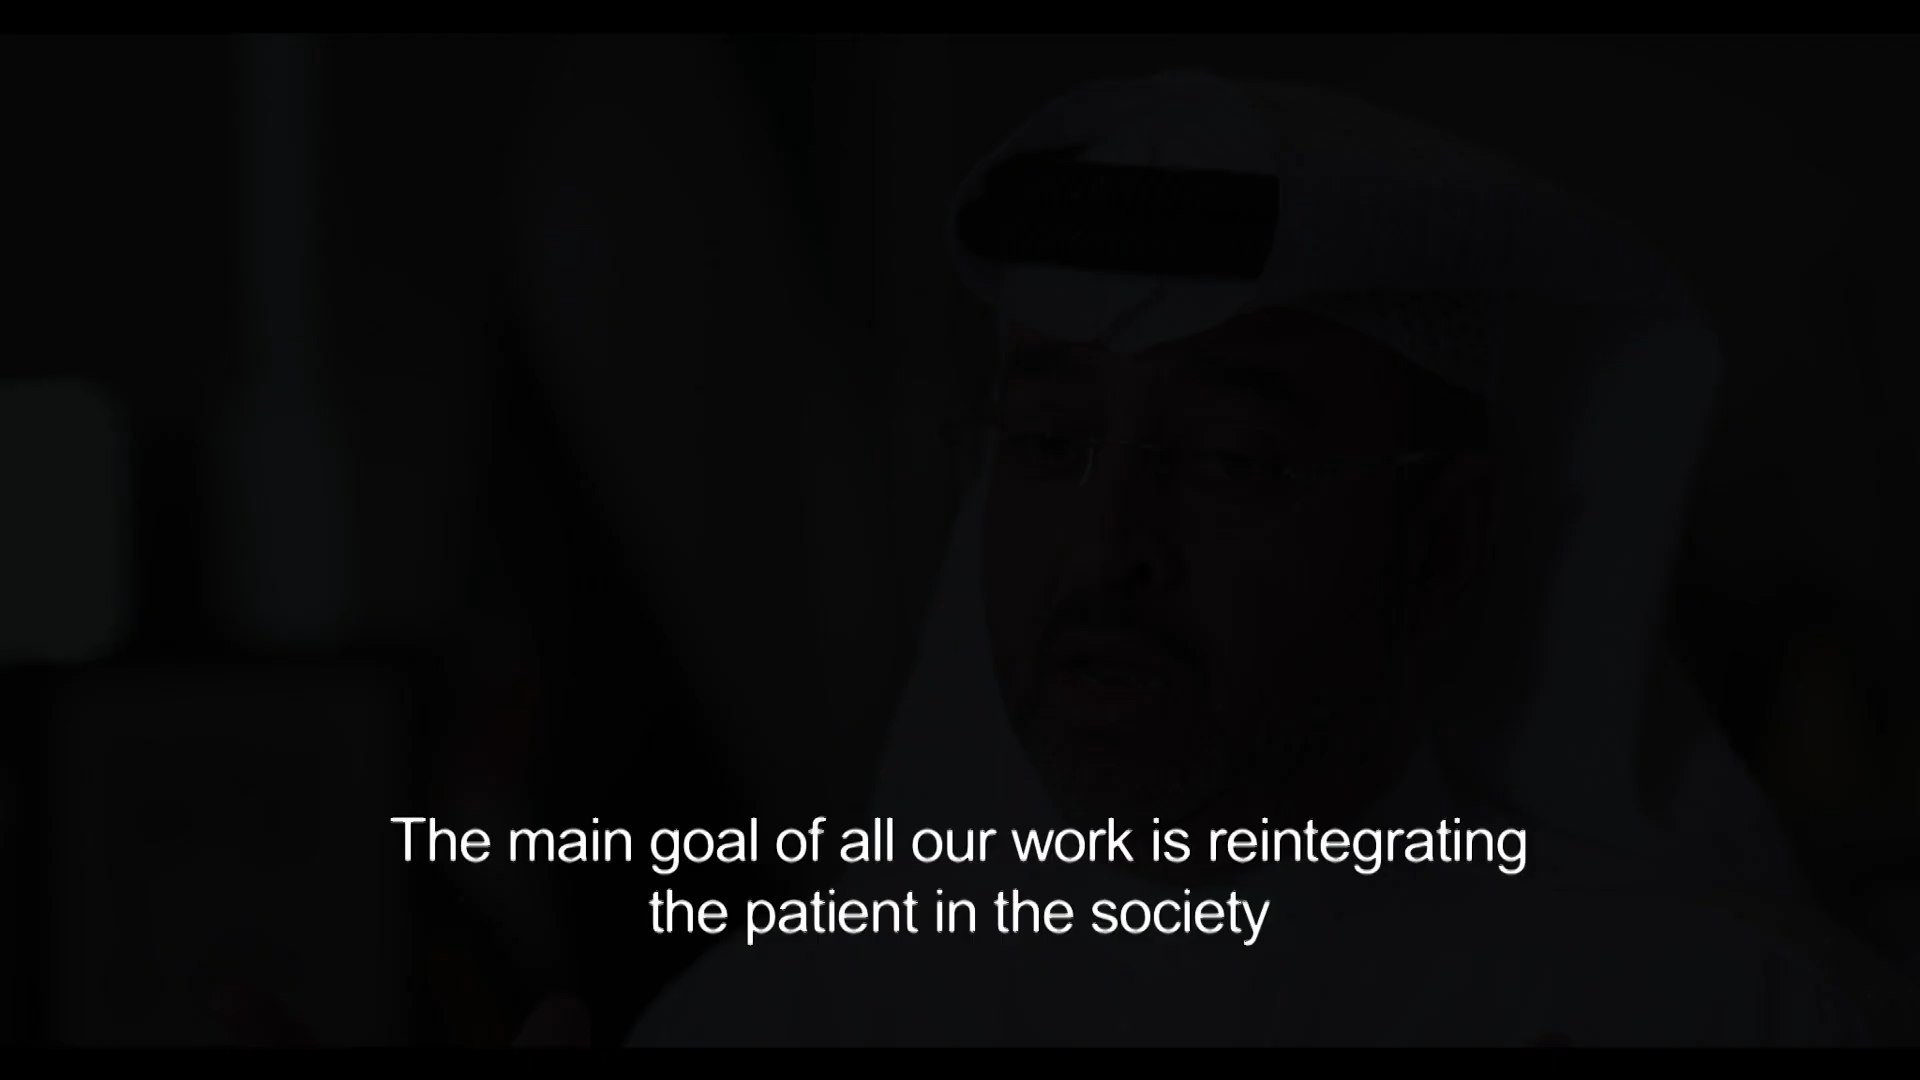 The main goal of all our work is reintegrating
the patient in the society